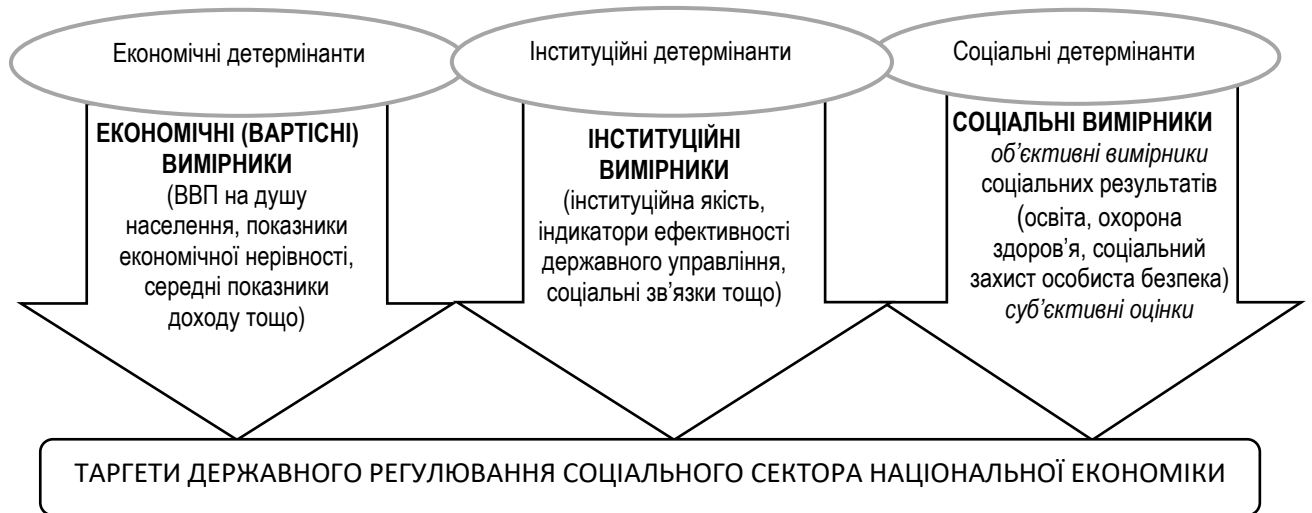 Економічні детермінанти
Інституційні детермінанти
Соціальні детермінанти
ЕКОНОМІЧНІ (ВАРТІСНІ)
ВИМІРНИКИ
(ВВП на душу
населення, показники
економічної нерівності,
середні показники
доходу тощо)
ІНСТИТУЦІЙНІ
ВИМІРНИКИ
(інституційна якість,
індикатори ефективності
державного управління,
соціальні зв’язки тощо)
СОЦІАЛЬНІ ВИМІРНИКИ
об’єктивні вимірники
соціальних результатів
(освіта, охорона
здоров’я, соціальний
захист особиста безпека)
суб’єктивні оцінки
ТАРГЕТИ ДЕРЖАВНОГО РЕГУЛЮВАННЯ СОЦІАЛЬНОГО СЕКТОРА НАЦІОНАЛЬНОЇ ЕКОНОМІКИ